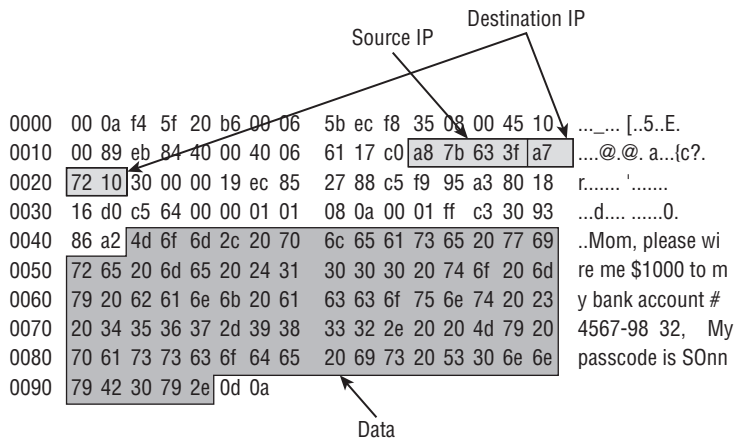 Destination IP
Source IP
0000 00 0a f4 5f 20 b6 00 06 5b ec f8 35 08 00 45 10 ..._... [..5..E.
0010 00 89 eb 84 40 00 40 06 61 17 c0 a8 7b 63 3f a7 ....@.@. a...{c?.
0020 72 10 30 00 00 19 ec 85 27 88 c5 f9 95 a3 80 18 r....... '.......
0030 16 d0 c5 64 00 00 01 01 08 0a 00 01 ff c3 30 93 ...d.... ......0.
0040 86 a2 4d 6f 6d 2c 20 70 6c 65 61 73 65 20 77 69 ..Mom, please wi
0050 72 65 20 6d 65 20 24 31 30 30 30 20 74 6f 20 6d re me $1000 to m
0060 79 20 62 61 6e 6b 20 61 63 63 6f 75 6e 74 20 23 y bank account #
0070 20 34 35 36 37 2d 39 38 33 32 2e 20 20 4d 79 20 4567-98 32, My
0080 70 61 73 73 63 6f 64 65 20 69 73 20 53 30 6e 6e passcode is SOnn
0090 79 42 30 79 2e 0d 0a
Data